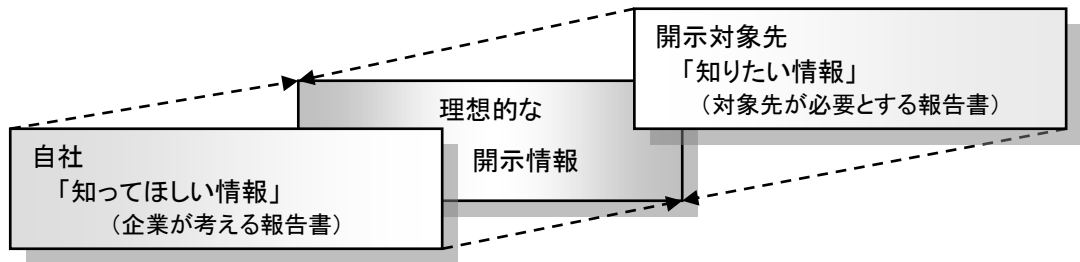 開示対象先
「知りたい情報」
（対象先が必要とする報告書）
理想的な
開示情報
自社
「知ってほしい情報」
（企業が考える報告書）